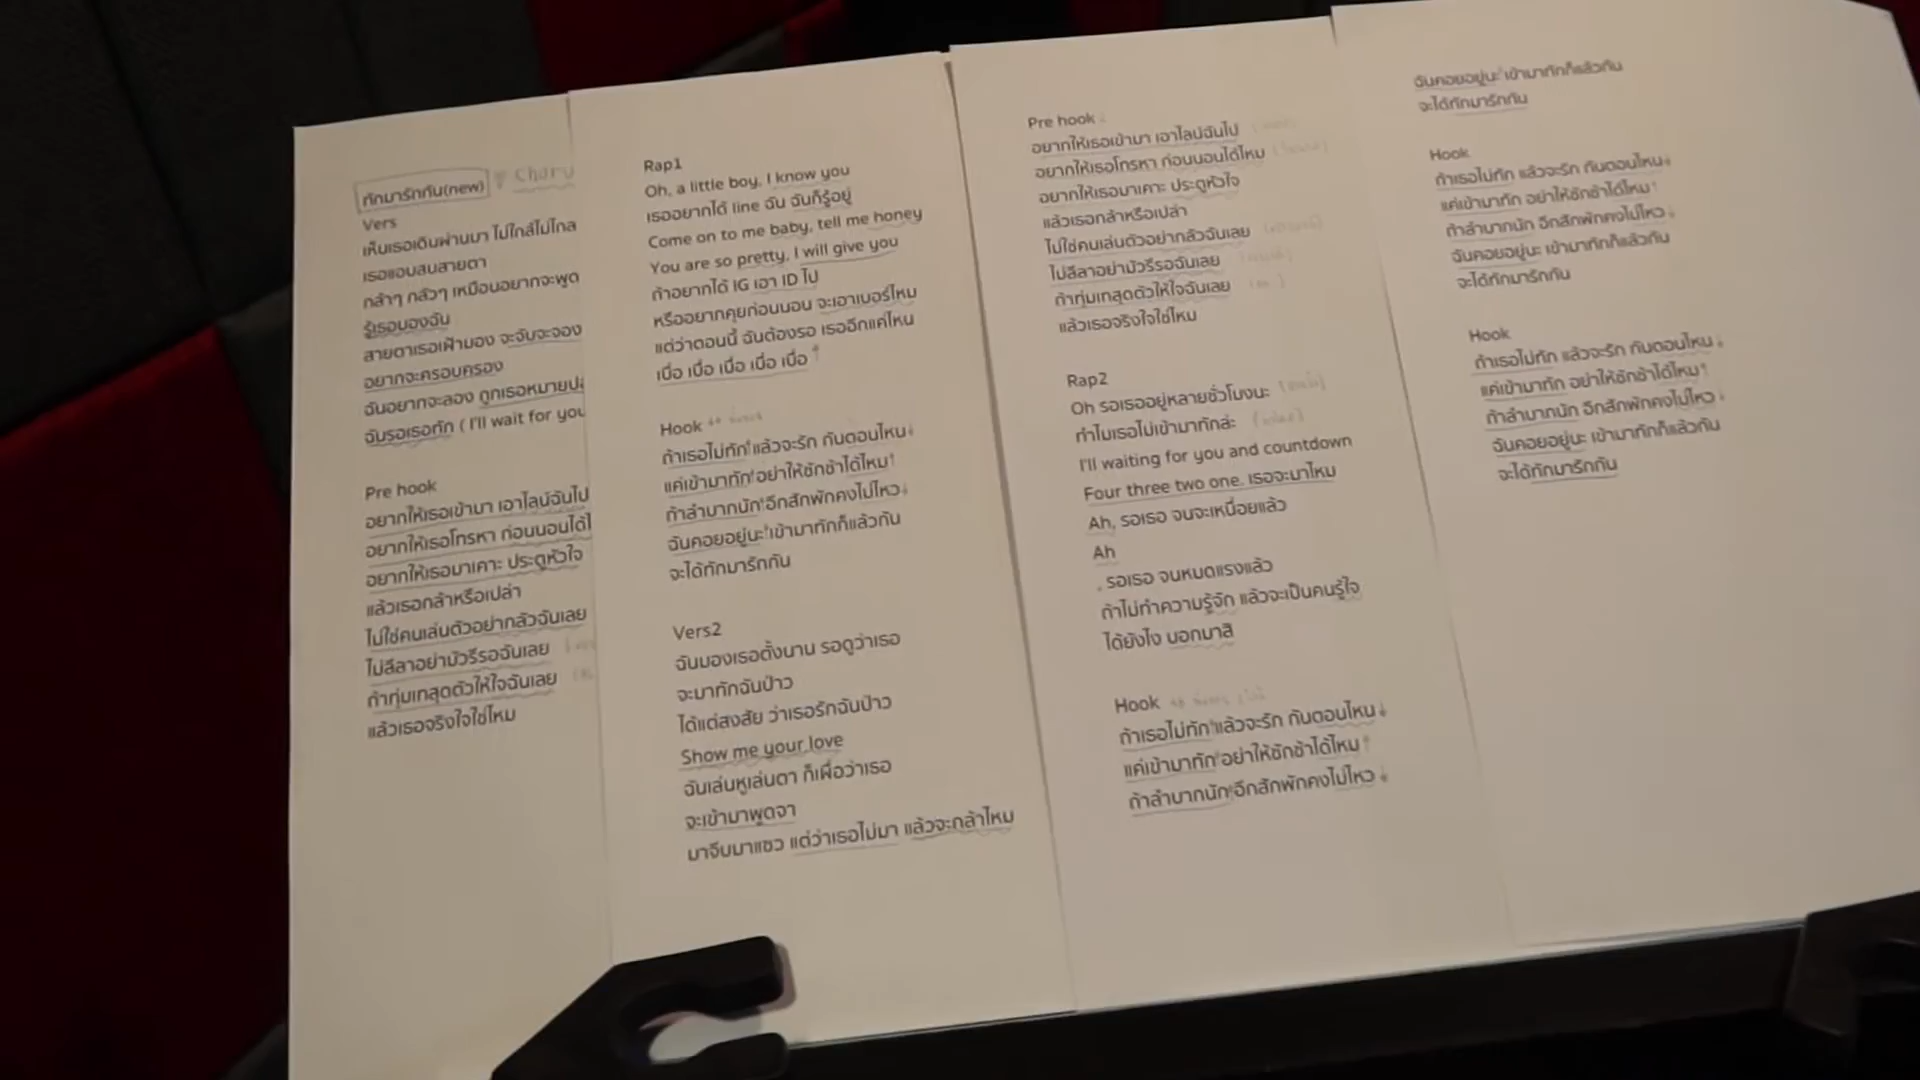 ทักมารักกัน(new) Charu
Vers
เห็นเธอเดินผ่านมา ไม่ใกล้ไม่ไกล
เธอแอบสบสายตา
กล้าๆ กลัวๆ เหมือนอยากจะพูด
รู้เธอมองฉัน
สายตาเธอเฝ้ามอง จะจับจะจอง
อยากจะครอบครอง
ฉันอยากจะลอง ถูกเธอหมายปอ
ฉันรอเธอทัก ( I'll wait for you
Pre hook
อยากให้เธอเข้ามา เอาไลน์ฉันไป
อยากให้เธอโทรหา ก่อนนอนได้ไ
อยากให้เธอมาเคาะ ประตูหัวใจ
แล้วเธอกล้าหรือเปล่า
ไม่ใช่คนเล่นตัวอย่ากลัวฉันเลย
ไม่ลีลาอย่ามัวรีรอฉันเลย
ถ้าทุ่มเทสุดตัวให้ใจฉันเลย
แล้วเธอจริงใจใช่ไหม
Rap1
Oh, a little boy, I know you
เธออยากได้ line ฉัน ฉันก็รู้อยู่
Come on to me baby, tell me honey
You are so pretty, I will give you
ถ้าอยากได้ IG เอา ID ไป
หรืออยากคุยก่อนนอน จะเอาเบอร์ไหม
แต่ว่าตอนนี้ ฉันต้องรอ เธออีกแค่ไหน
เบื่อ เบื่อ เบื่อ เบื่อ เบื่อ
Hook
ถ้าเธอไม่ทัก แล้วจะรัก กันตอนไหน
แค่เข้ามาทัก อย่าให้ชักช้าได้ไหม
ถ้าลำบากนัก อีกสักพักคงไม่ไหว
ฉันคอยอยู่นะ เข้ามาทักก็แล้วกัน
จะได้ทักมารักกัน
Vers2
ฉันมองเธอตั้งนาน รอดูว่าเธอ
จะมาทักฉันป่าว
ได้แต่สงสัย ว่าเธอรักฉันป่าว
Show me your love
ฉันเล่นหูเล่นตา ก็เผื่อว่าเธอ
จะเข้ามาพูดจา
มาจีบมาแซว แต่ว่าเธอไม่มา แล้วจะกล้าไหม
Pre hook
อยากให้เธอเข้ามา เอาไลน์ฉันไป
อยากให้เธอโทรหา ก่อนนอนได้ไหม
อยากให้เธอมาเคาะ ประตูหัวใจ
แล้วเธอกล้าหรือเปล่า
ไม่ใช่คนเล่นตัวอย่ากลัวฉันเลย
ไม่ลีลาอย่ามัวรีรอฉันเลย
ถ้าทุ่มเทสุดตัวให้ใจฉันเลย
แล้วเธอจริงใจใช่ไหม
Rap2
Oh รอเธออยู่หลายชั่วโมงนะ
ทำไมเธอไม่เข้ามาทักล่ะ
I'll waiting for you and countdown
Four three two one. เธอจะมาไหม
Ah, รอเธอ จนจะเหนื่อยแล้ว
Ah
, รอเธอ จนหมดแรงแล้ว
ถ้าไม่ทำความรู้จัก แล้วจะเป็นคนรู้ใจ
ได้ยังไง บอกมาสิ
Hook
ถ้าเธอไม่ทัก แล้วจะรัก กันตอนไหน
แค่เข้ามาทัก อย่าให้ชักช้าได้ไหม
ถ้าลำบากนัก อีกสักพักคงไม่ไหว
ฉันคอยอยู่นะ เข้ามาทักก็แล้วกัน
จะได้ทักมารักกัน
Hook
ถ้าเธอไม่ทัก แล้วจะรัก กันตอนไหน
แค่เข้ามาทัก อย่าให้ชักช้าได้ไหม
ถ้าลำบากนัก อีกสักพักคงไม่ไหว
ฉันคอยอยู่นะ เข้ามาทักก็แล้วกัน
จะได้ทักมารักกัน
Hook
ถ้าเธอไม่ทัก แล้วจะรัก กันตอนไหน
แค่เข้ามาทัก อย่าให้ชักช้าได้ไหม
ถ้าลำบากนัก อีกสักพักคงไม่ไหว
ฉันคอยอยู่นะ เข้ามาทักก็แล้วกัน
จะได้ทักมารักกัน